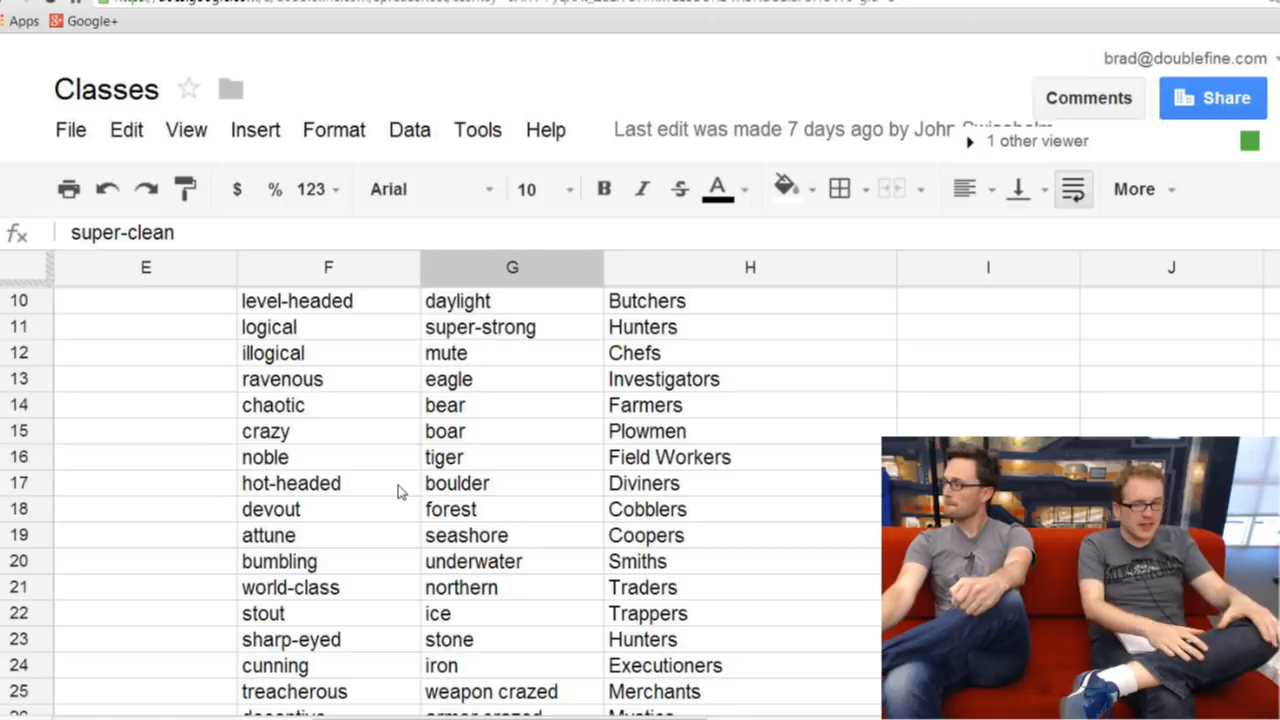 Apps Google+
brad@doublefine.com
Classes
Comments
Share
File Edit View Insert Format Data Tools Help
Last edit was made 7 days ago by John
1 other viewer
$ % 123 Arial 10 B I S A More
fx super-clean
E F G H I J
10 level-headed daylight Butchers
11 logical super-strong Hunters
12 illogical mute Chefs
13 ravenous eagle Investigators
14 chaotic bear Farmers
15 crazy boar Plowmen
16 noble tiger Field Workers
17 hot-headed boulder Diviners
18 devout forest Cobblers
19 attune seashore Coopers
20 bumbling underwater Smiths
21 world-class northern Traders
22 stout ice Trappers
23 sharp-eyed stone Hunters
24 cunning iron Executioners
25 treacherous weapon crazed Merchants